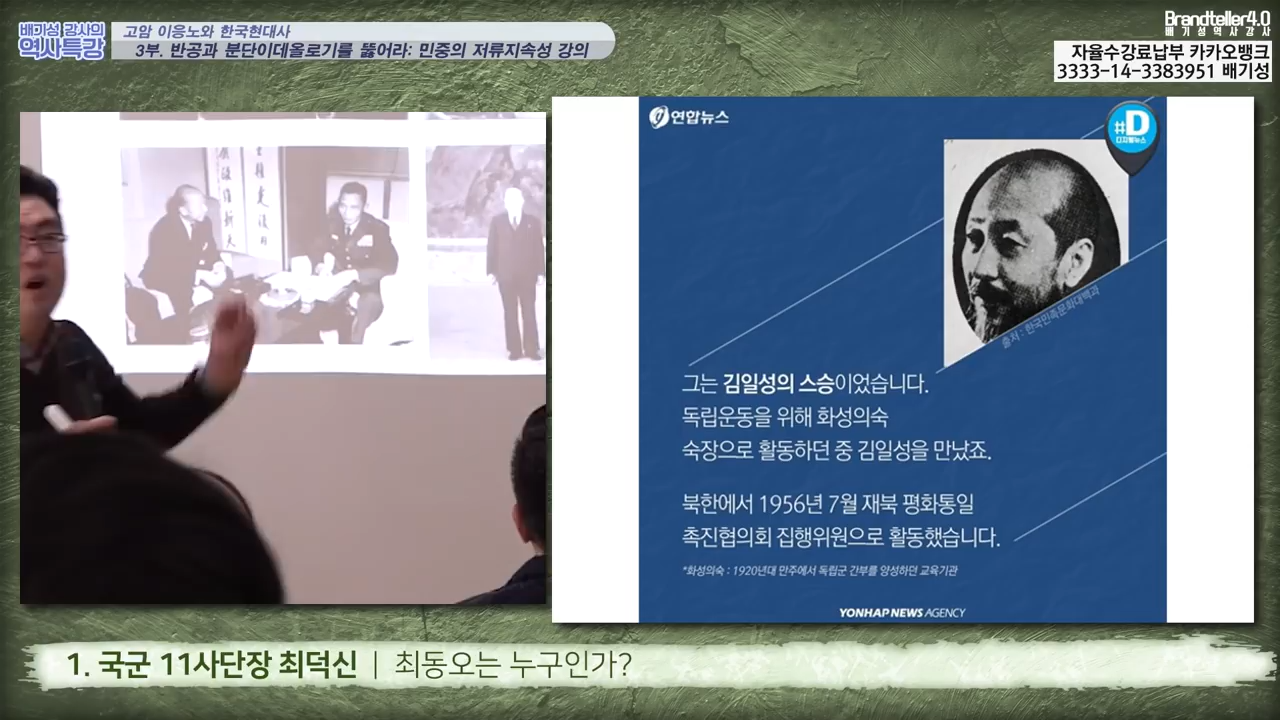 배기성 강사의
역사특강
고암 이응노와 한국현대사
3부. 반공과 분단이데올로기를 뚫어라: 민중의 저류지속성 강의
Brandteller4.0
배기성역사강사
자율수강료납부 카카오뱅크
3333-14-3383951 배기성
연합뉴스
#D
디지털뉴스
출처 : 한국민족문화대백과
그는 김일성의 스승이었습니다.
독립운동을 위해 화성의숙
숙장으로 활동하던 중 김일성을 만났죠.
북한에서 1956년 7월 재북 평화통일
촉진협의회 집행위원으로 활동했습니다.
*화성의숙 : 1920년대 만주에서 독립군 간부를 양성하던 교육기관
YONHAP NEWS AGENCY
1. 국군 11사단장 최덕신 | 최동오는 누구인가?